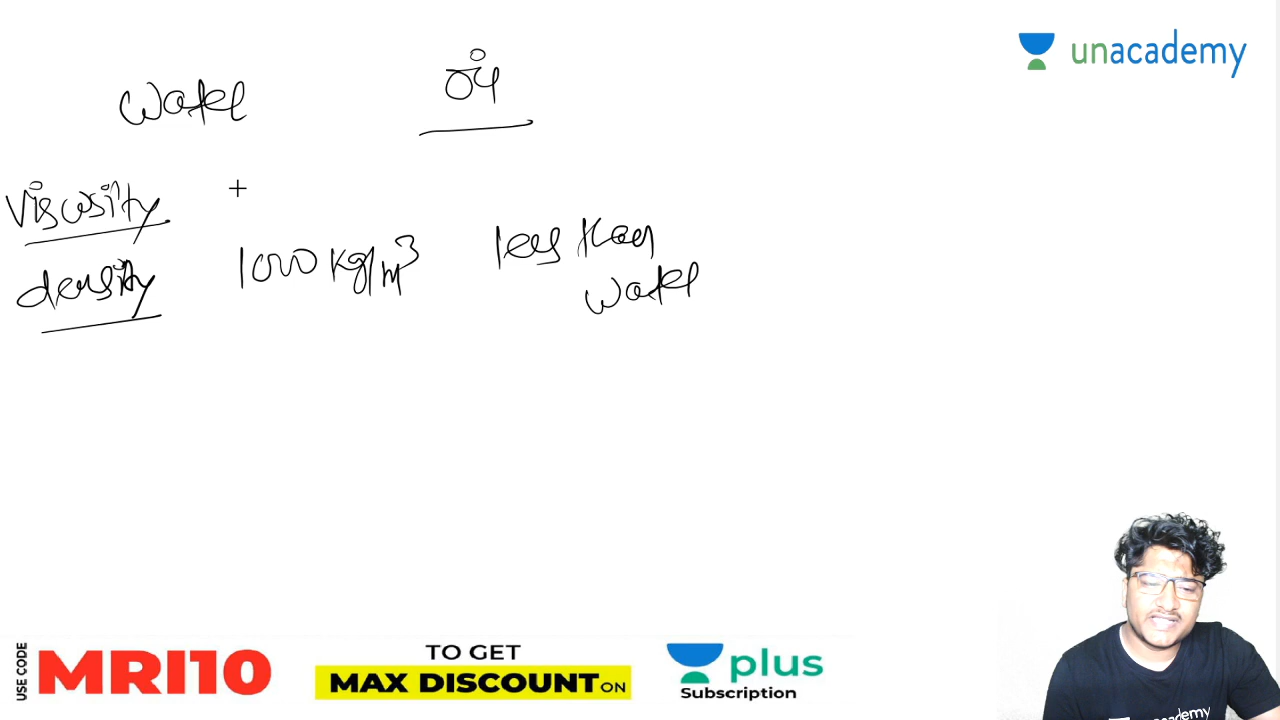 unacademy
water oil
viscosity
density 1000 kg/m³ less than
water
USE CODE MRI10
TO GET
MAX DISCOUNT ON
plus
Subscription
unacademy